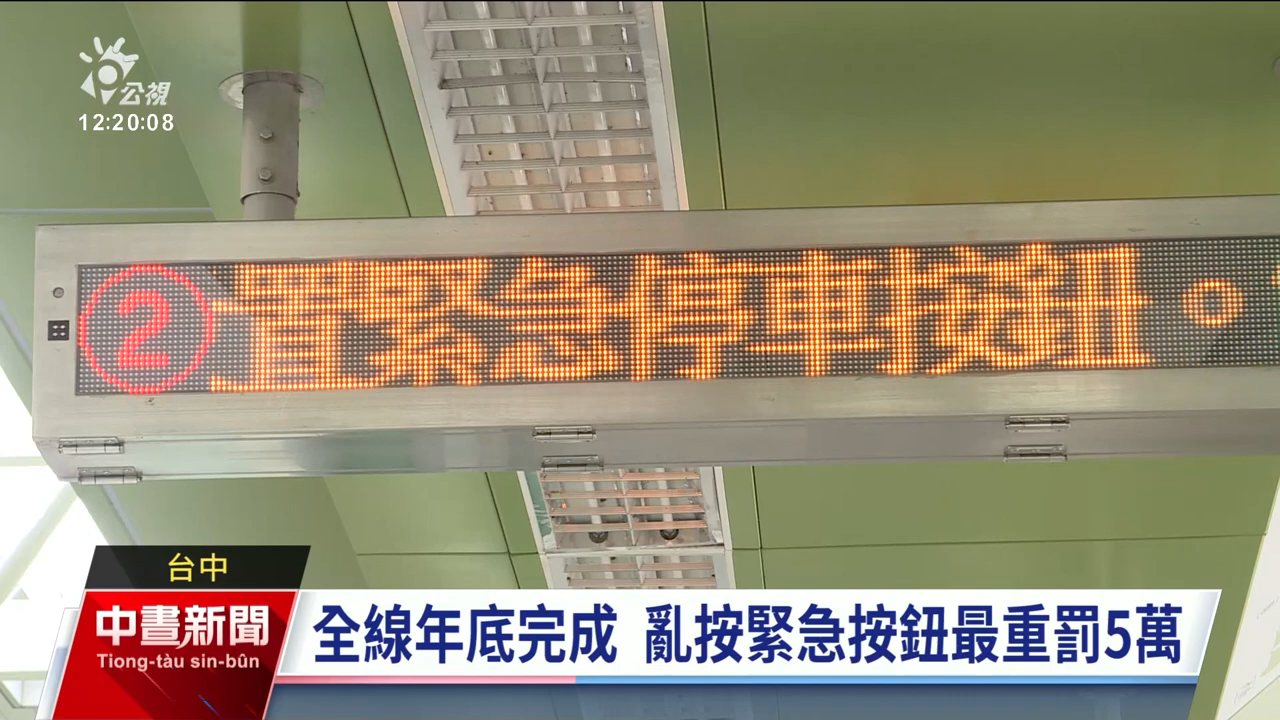 公視
12:20:08
② 置緊急停車按鈕。
台中
中晝新聞
Tiong-tàu sin-bûn
全線年底完成 亂按緊急按鈕最重罰5萬